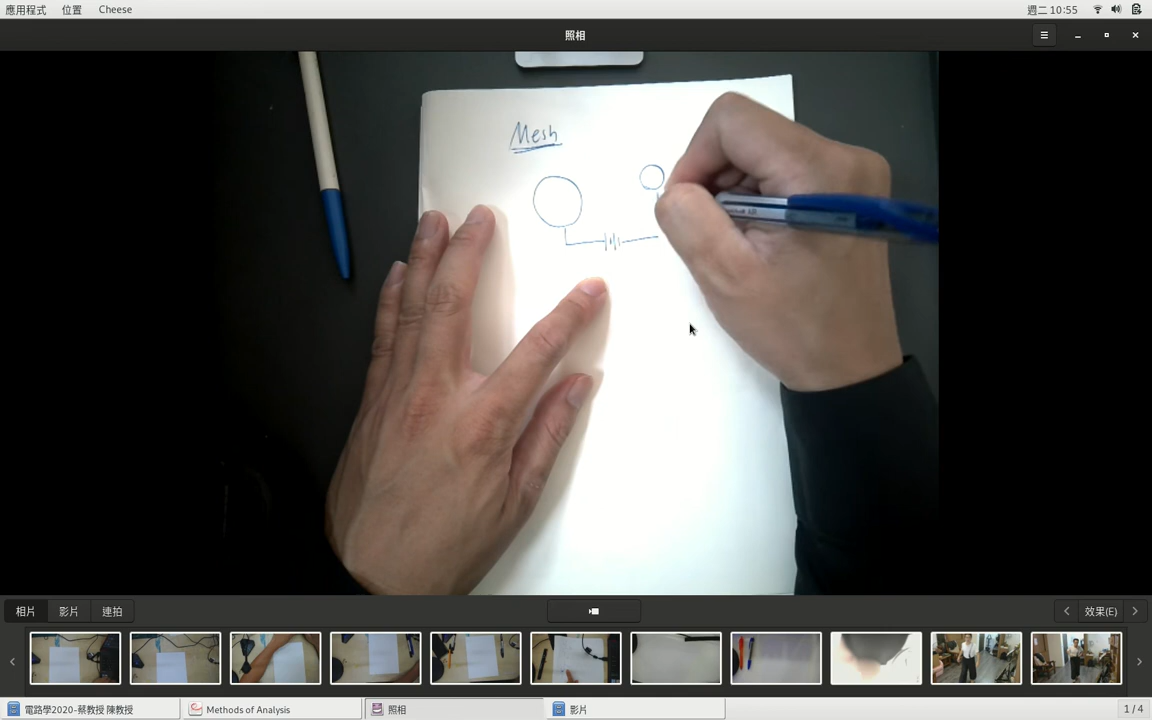 應用程式 位置 Cheese 週二 10:55
照相
Mesh
相片 影片 連拍 效果(E)
電路學2020-蔡教授 陳教授 Methods of Analysis 照相 影片 1 / 4